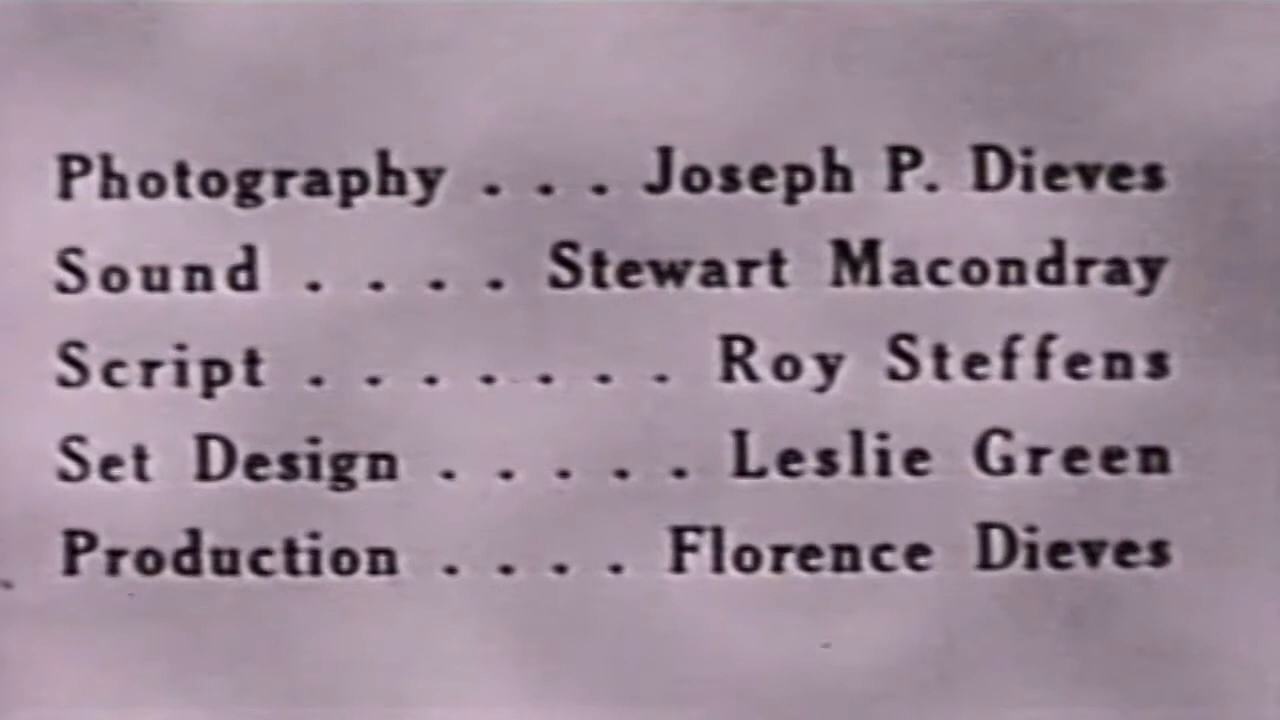 Photography . . . Joseph P. Dieves
Sound . . . . Stewart Macondray
Script . . . . . . . Roy Steffens
Set Design . . . . . Leslie Green
Production . . . . Florence Dieves